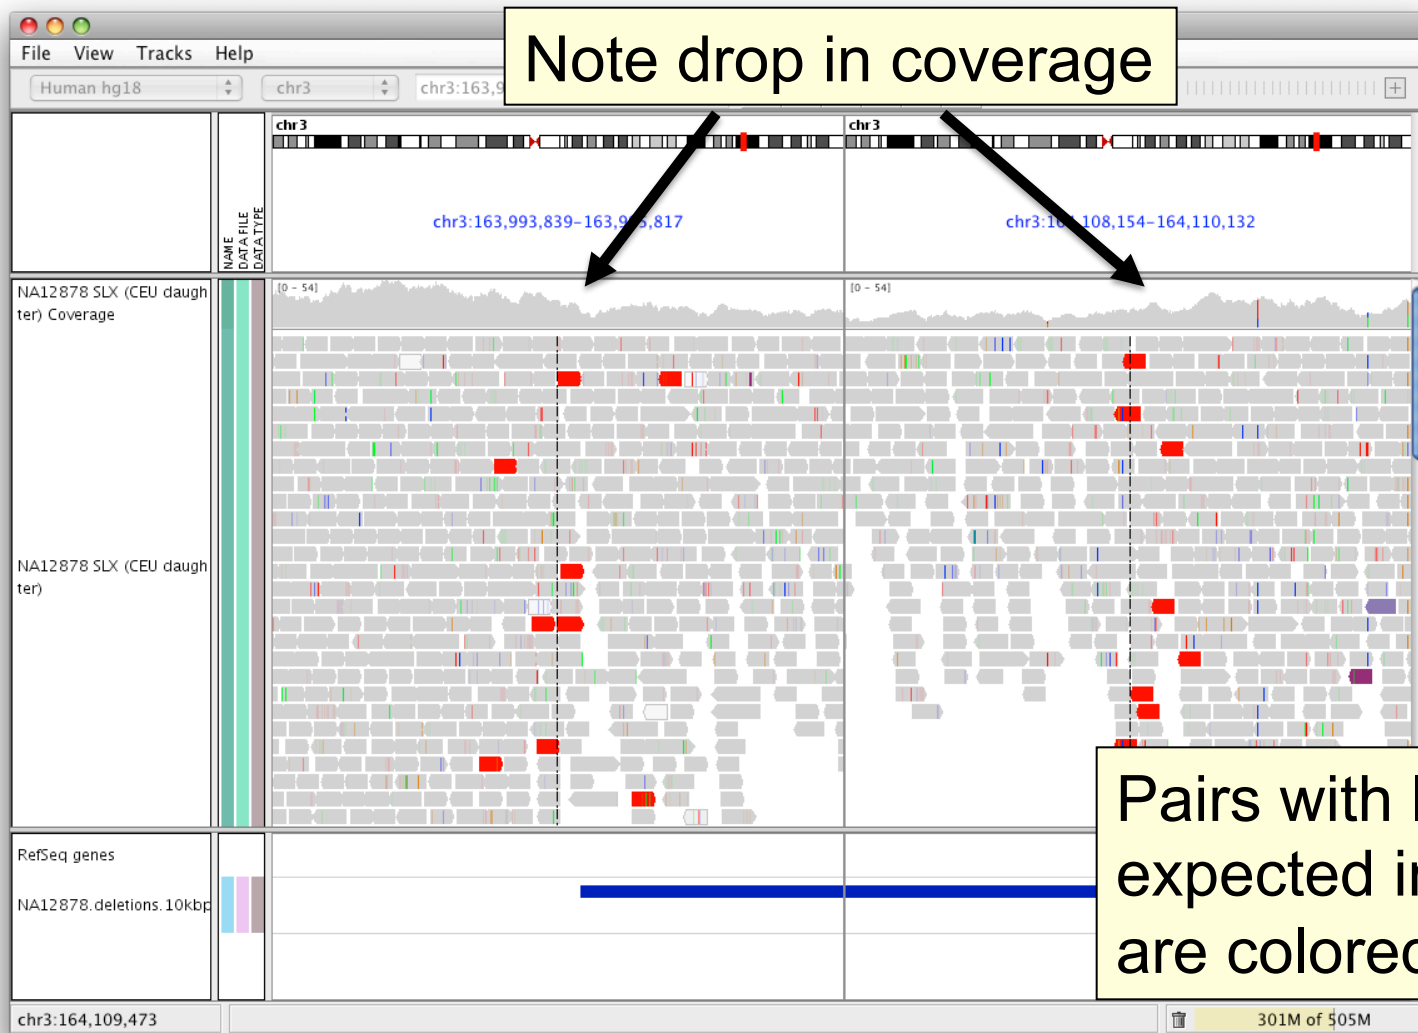 Note drop in coverage
File View Tracks Help
Human hg18 chr3 chr3:163,9
chr3 chr3
NAME
DATA FILE
DATA TYPE
chr3:163,993,839-163,9 5,817 chr3:16 ,108,154-164,110,132
NA12878 SLX (CEU daugh
ter) Coverage
[0 - 54] [0 - 54]
NA12878 SLX (CEU daugh
ter)
Pairs with
expected i
are colored
RefSeq genes
NA12878.deletions.10kbp
chr3:164,109,473 301M of 505M